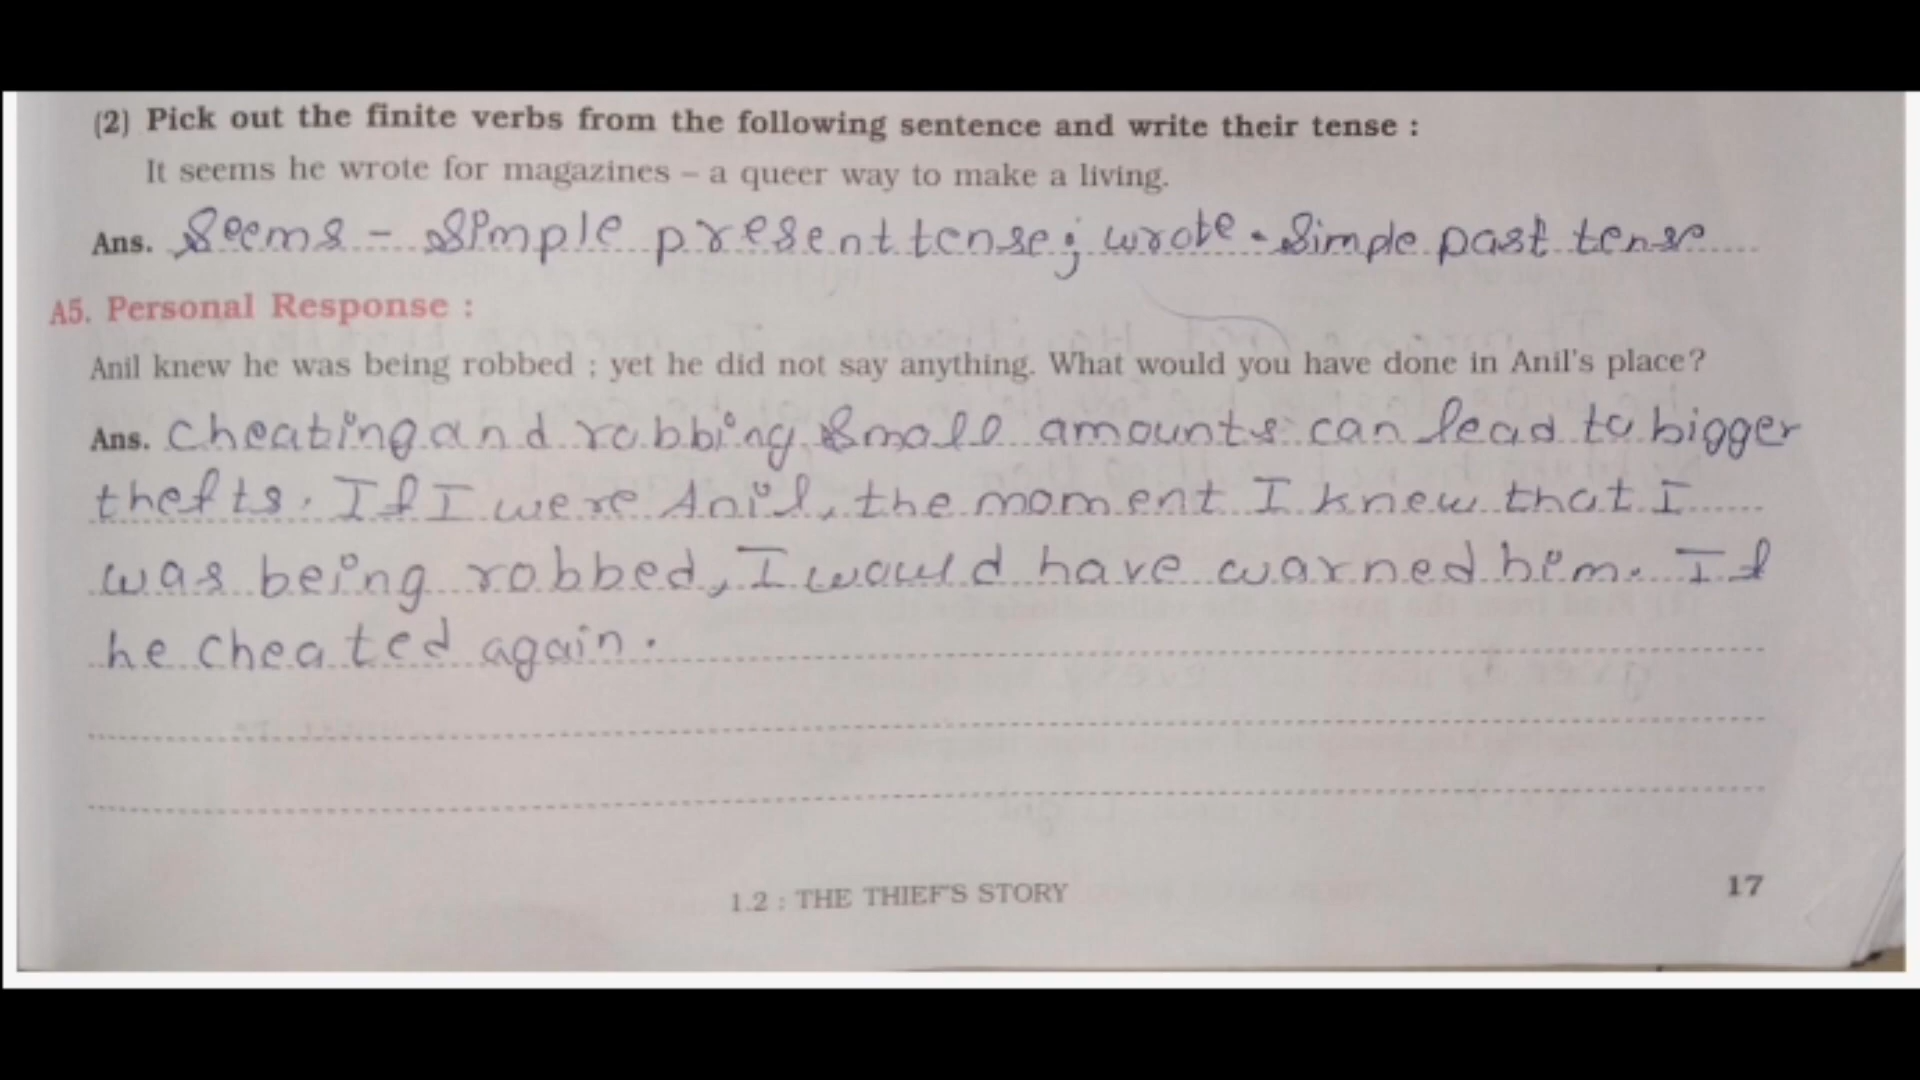 (2) Pick out the finite verbs from the following sentence and write their tense :
It seems he wrote for magazines – a queer way to make a living.
Ans. Seems - Simple present tense; wrote - Simple past tense
A5. Personal Response :
Anil knew he was being robbed ; yet he did not say anything. What would you have done in Anil's place?
Ans. Cheating and robbing small amounts can lead to bigger
thefts. If I were Anil, the moment I knew that I
was being robbed, I would have warned him. If
he cheated again.
1.2 : THE THIEF'S STORY
17